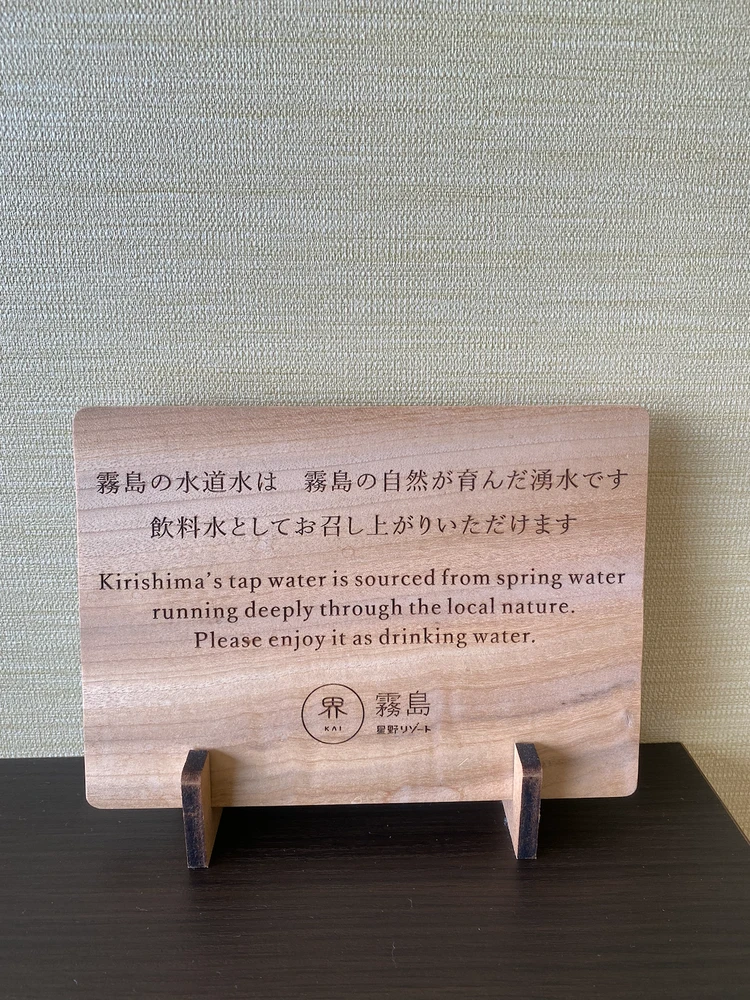 霧島の水道水は　霧島の自然が育んだ湧水です
飲料水としてお召し上がりいただけます
Kirishima's tap water is sourced from spring water
running deeply through the local nature.
Please enjoy it as drinking water.
界
KAI
霧島
星野リゾート